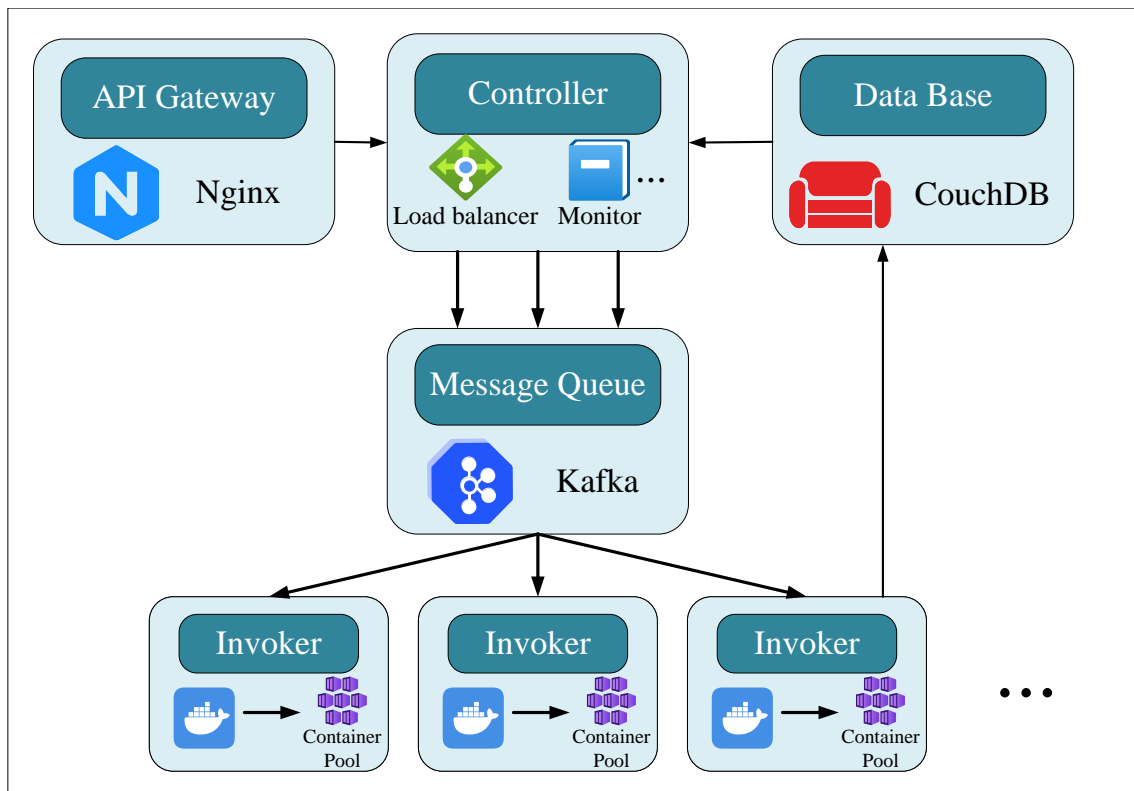 API Gateway
Nginx
Controller
Load balancer
Monitor
...
Data Base
CouchDB
Message Queue
Kafka
Invoker
Container
Pool
Invoker
Container
Pool
Invoker
Container
Pool
...